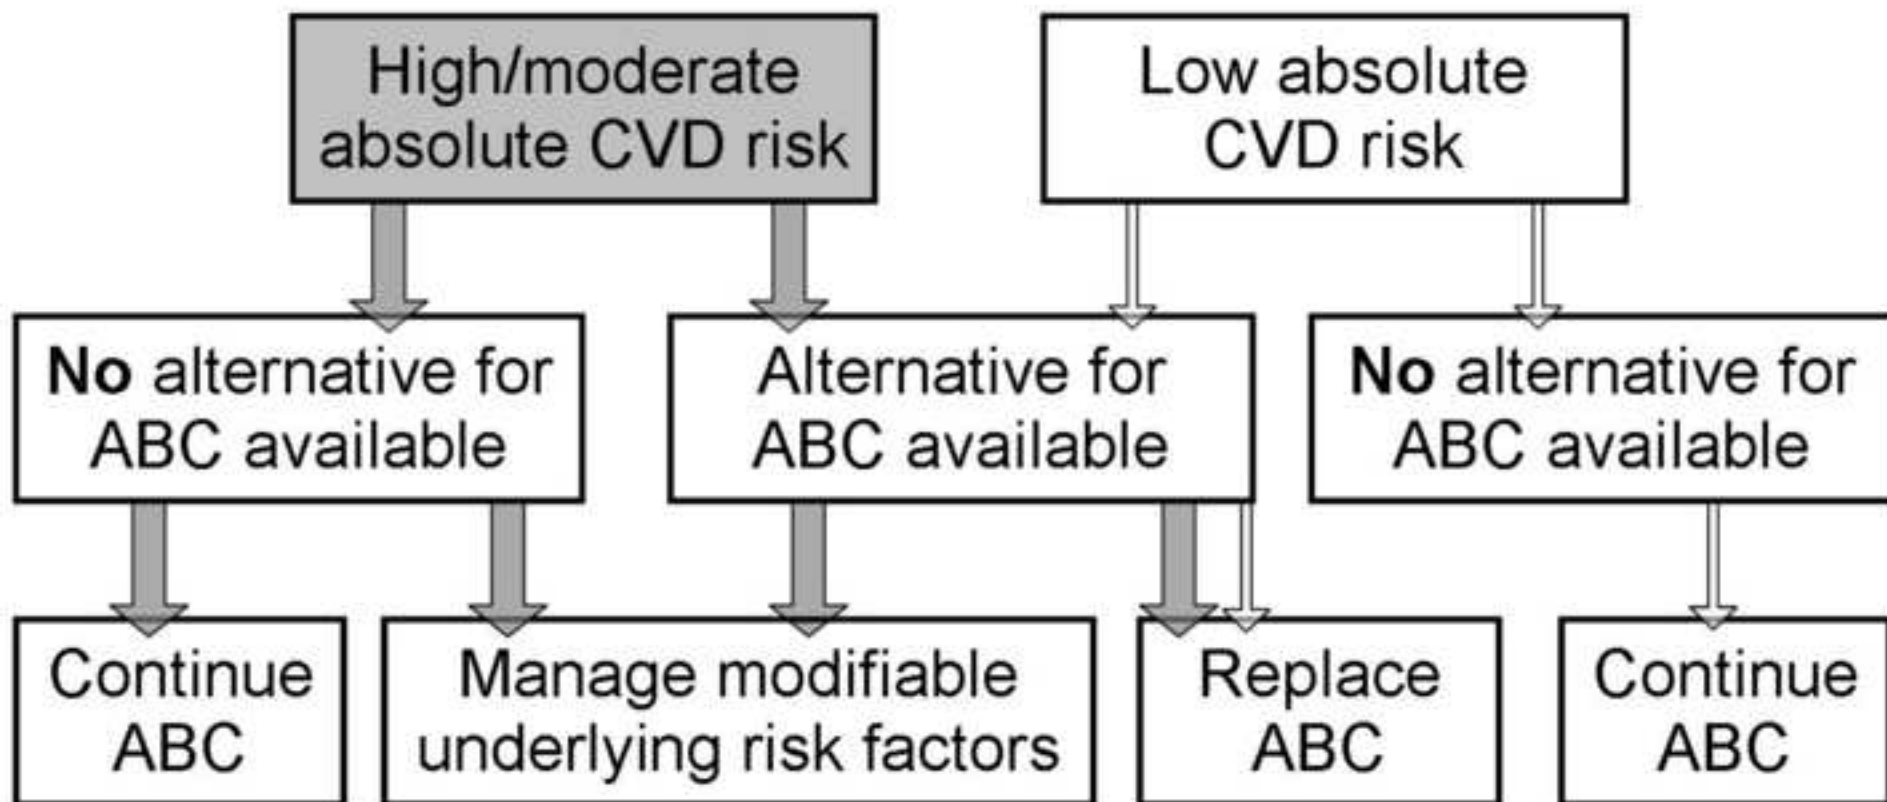 High/moderate
absolute CVD risk
Low absolute
CVD risk
No alternative for
ABC available
Alternative for
ABC available
No alternative for
ABC available
Continue
ABC
Manage modifiable
underlying risk factors
Replace
ABC
Continue
ABC